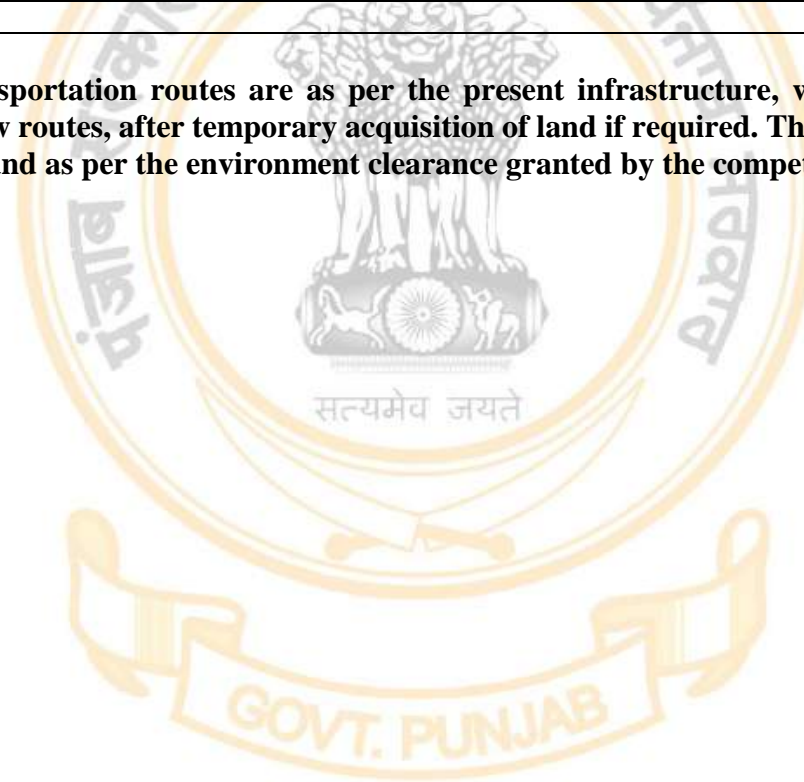 sportation routes are as per the present infrastructure, w
routes, after temporary acquisition of land if required. Th
nd as per the environment clearance granted by the compet
ਪੰਜਾਬ
सत्यमेव जयते
GOVT. PUNJAB